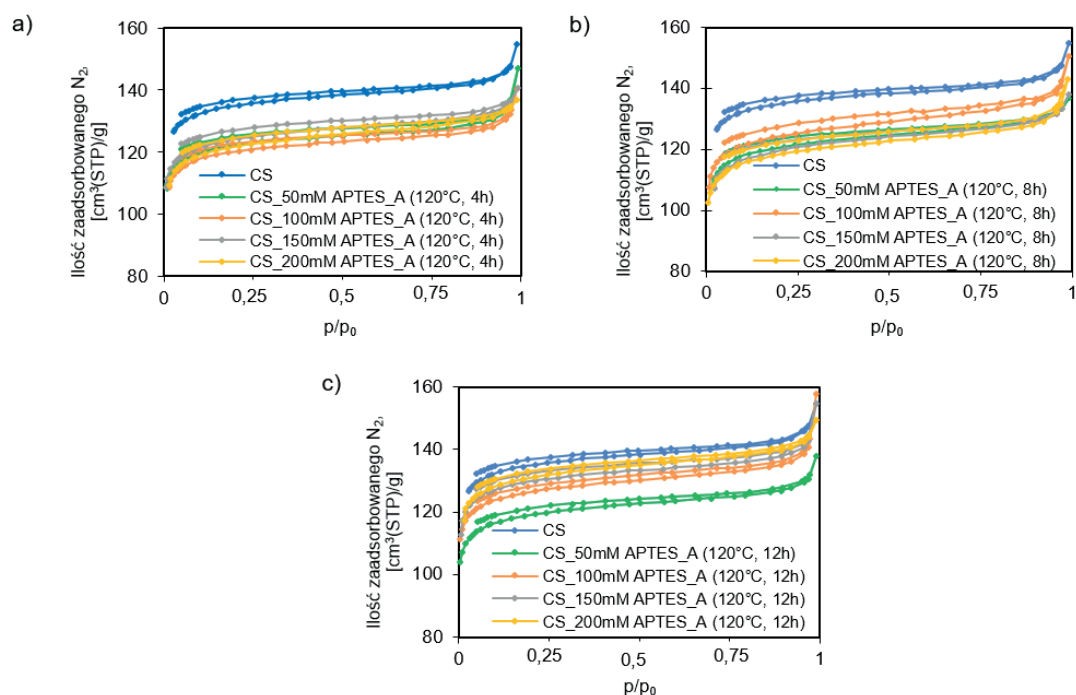 a)
160
140
120
100
80
Ilość zaadsorbowanego N₂,
[cm³(STP)/g]
CS
CS_50mM APTES_A (120°C, 4h)
CS_100mM APTES_A (120°C, 4h)
CS_150mM APTES_A (120°C, 4h)
CS_200mM APTES_A (120°C, 4h)
0
0,25
0,5
0,75
1
p/p₀
b)
160
140
120
100
80
Ilość zaadsorbowanego N₂,
[cm³(STP)/g]
CS
CS_50mM APTES_A (120°C, 8h)
CS_100mM APTES_A (120°C, 8h)
CS_150mM APTES_A (120°C, 8h)
CS_200mM APTES_A (120°C, 8h)
0
0,25
0,5
0,75
1
p/p₀
c)
160
140
120
100
80
Ilość zaadsorbowanego N₂,
[cm³(STP)/g]
CS
CS_50mM APTES_A (120°C, 12h)
CS_100mM APTES_A (120°C, 12h)
CS_150mM APTES_A (120°C, 12h)
CS_200mM APTES_A (120°C, 12h)
0
0,25
0,5
0,75
1
p/p₀